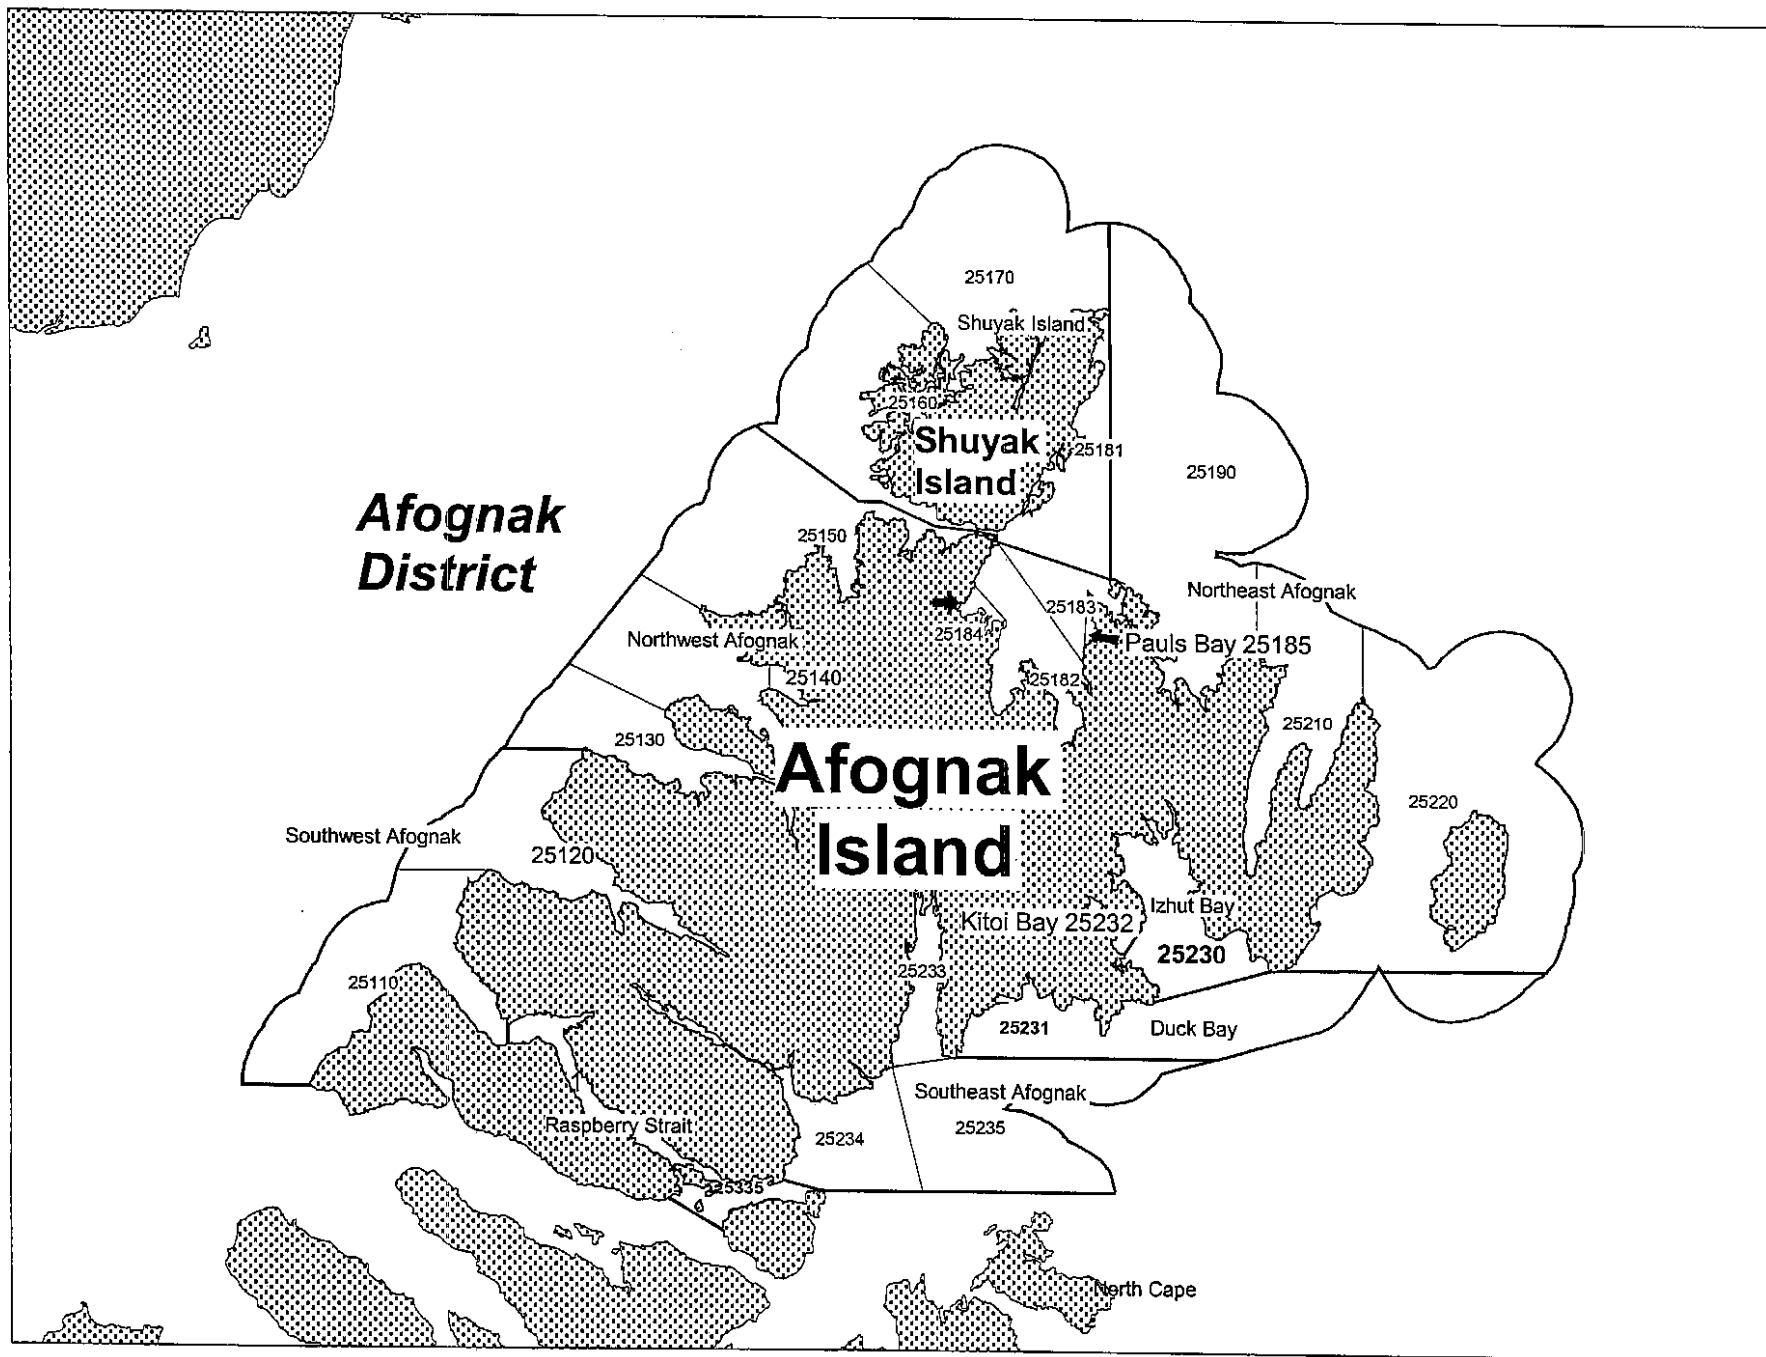 25170
Shuyak Island
25160
Shuyak
Island
25181
25190
Afognak
District
25150
Northeast Afognak
25183
25184
Northwest Afognak
Pauls Bay 25185
25140
25182
25130
25210
Afognak
Island
25220
Southwest Afognak
25120
Izhut Bay
Kitoi Bay 25232
25230
25233
25110
25231
Duck Bay
Southeast Afognak
Raspberry Strait
25234
25235
North Cape